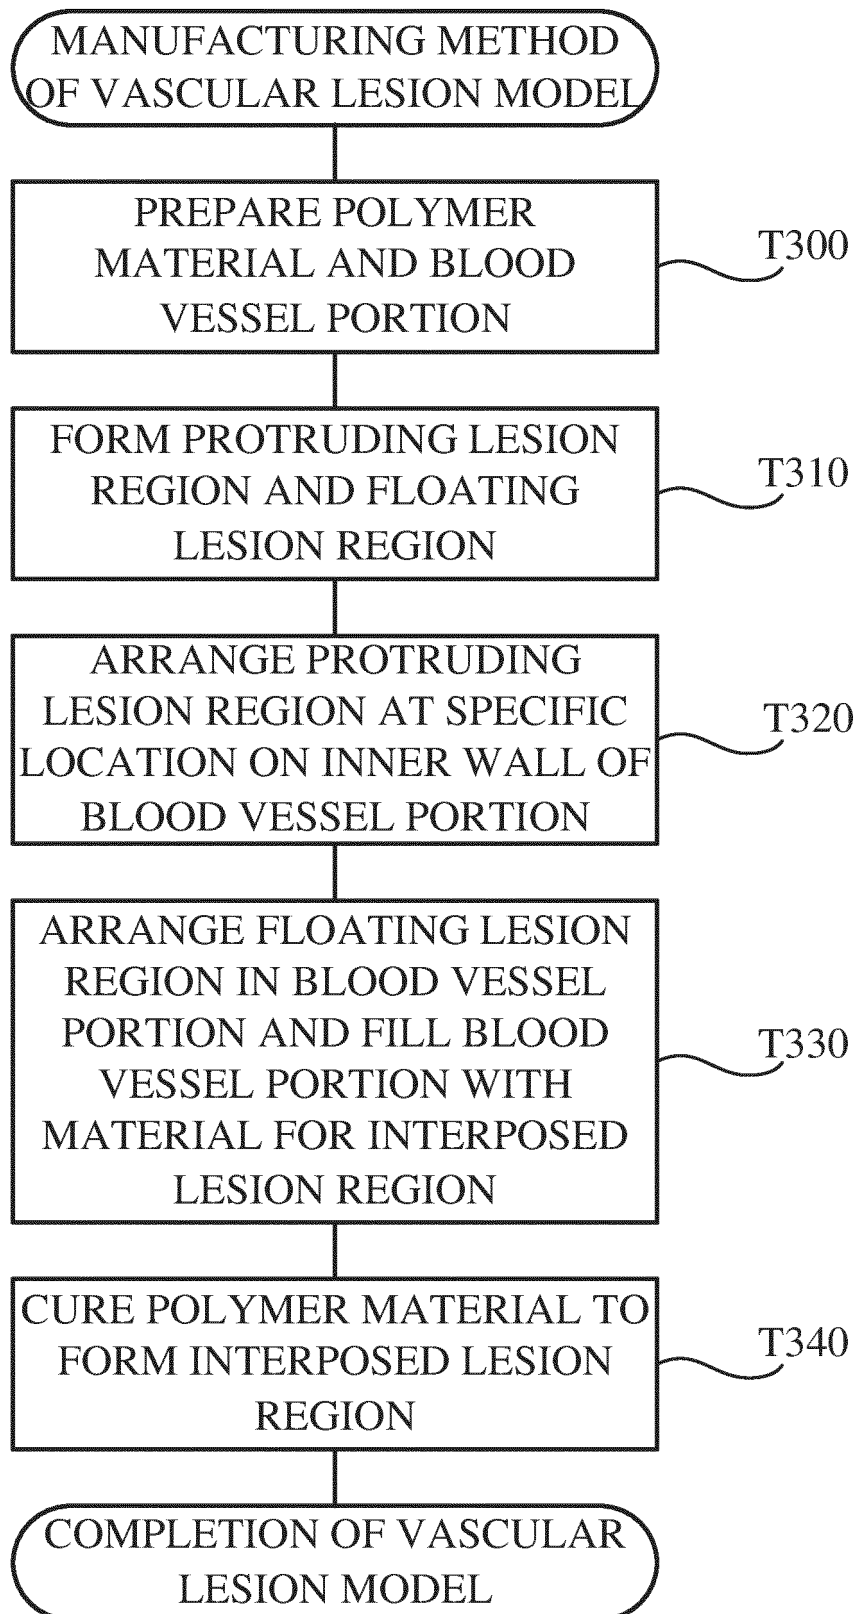 MANUFACTURING METHOD
OF VASCULAR LESION MODEL
PREPARE POLYMER
MATERIAL AND BLOOD
VESSEL PORTION
T300
FORM PROTRUDING LESION
REGION AND FLOATING
LESION REGION
T310
ARRANGE PROTRUDING
LESION REGION AT SPECIFIC
LOCATION ON INNER WALL OF
BLOOD VESSEL PORTION
T320
ARRANGE FLOATING LESION
REGION IN BLOOD VESSEL
PORTION AND FILL BLOOD
VESSEL PORTION WITH
MATERIAL FOR INTERPOSED
LESION REGION
T330
CURE POLYMER MATERIAL TO
FORM INTERPOSED LESION
REGION
T340
COMPLETION OF VASCULAR
LESION MODEL